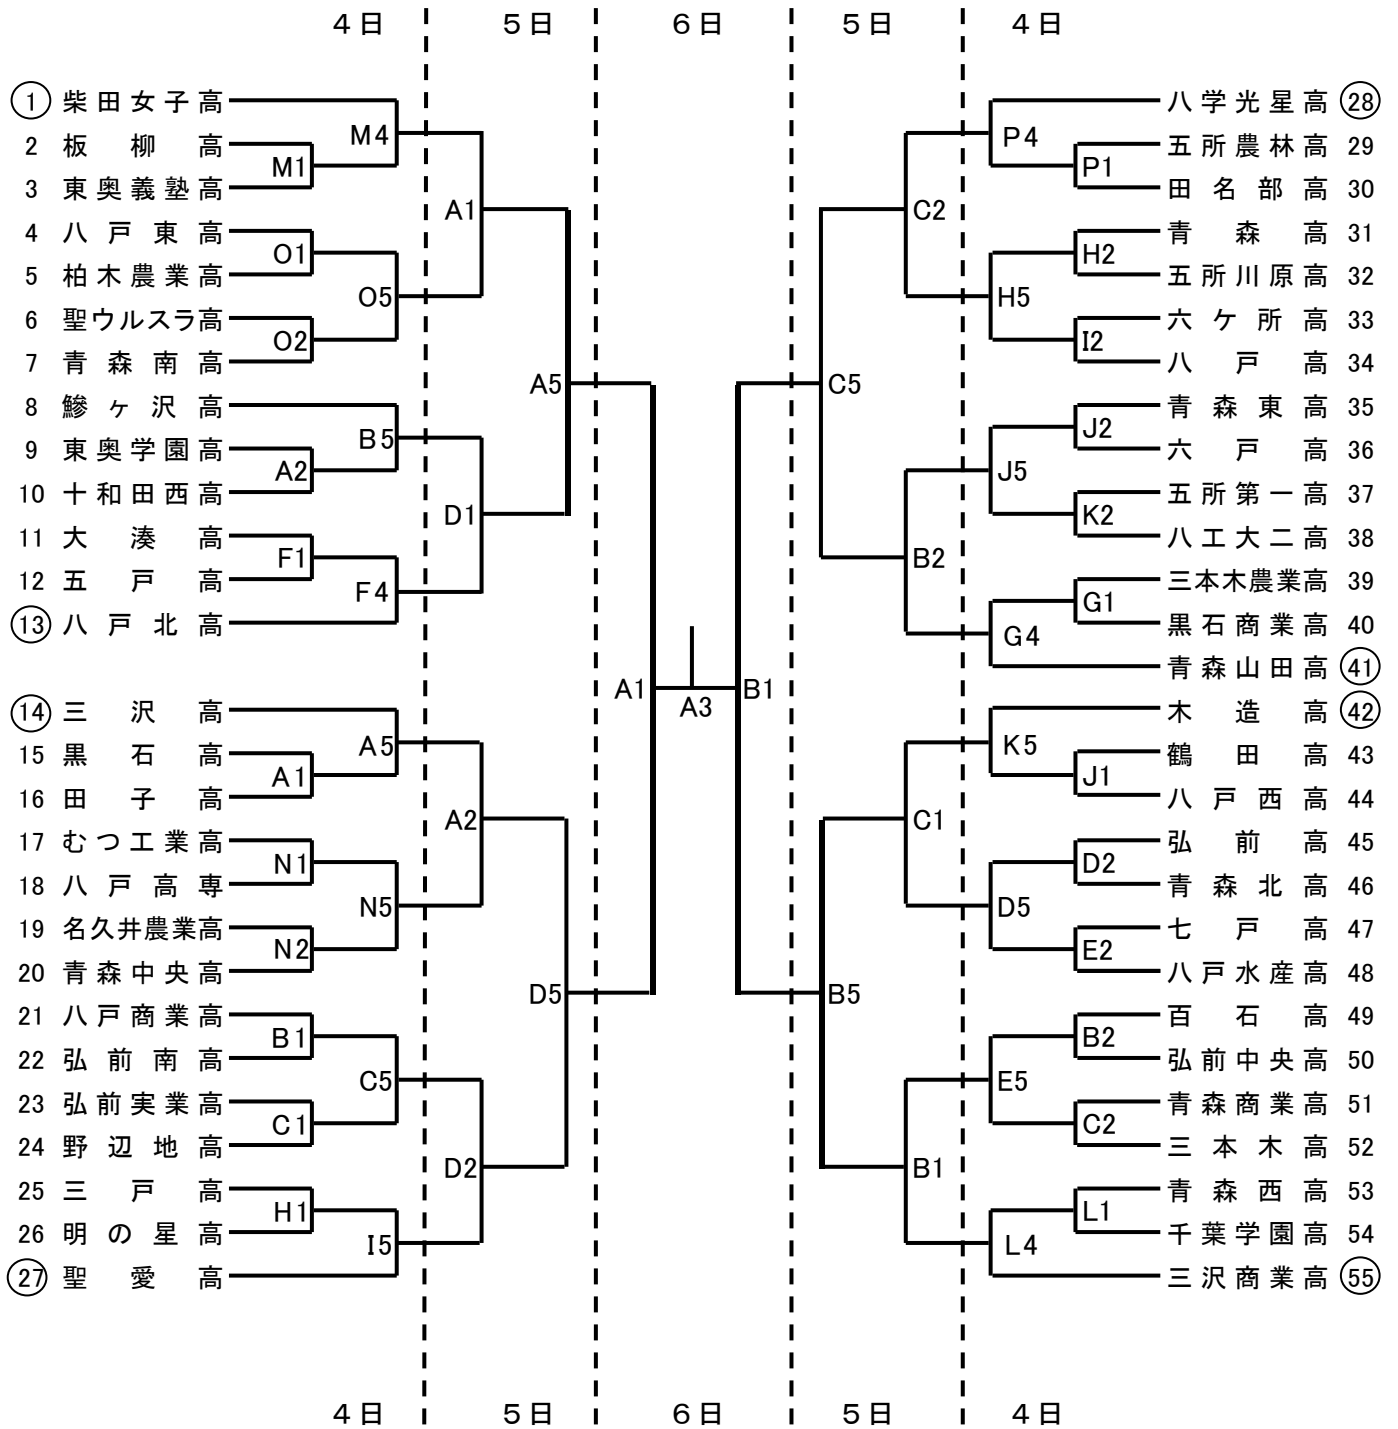 4日 5日 6日 5日 4日
1 柴田女子高 八学光星高 28
M4 P4
2 板柳高 五所農林高 29
M1 P1
3 東奥義塾高 田名部高 30
A1 C2
4 八戸東高 青森高 31
O1 H2
5 柏木農業高 五所川原高 32
O5 H5
6 聖ウルスラ高 六ケ所高 33
O2 I2
7 青森南高 八戸高 34
A5 C5
8 鰺ヶ沢高 青森東高 35
B5 J2
9 東奥学園高 六戸高 36
A2 J5
10 十和田西高 五所第一高 37
D1 K2
11 大湊高 八工大二高 38
F1 B2
12 五戸高 三本木農業高 39
F4 G1
13 八戸北高 黒石商業高 40
G4
青森山田高 41
A1 A3 B1
14 三沢高 木造高 42
A5 K5
15 黒石高 鶴田高 43
A1 J1
16 田子高 八戸西高 44
A2 C1
17 むつ工業高 弘前高 45
N1 D2
18 八戸高専 青森北高 46
N5 D5
19 名久井農業高 七戸高 47
N2 E2
20 青森中央高 八戸水産高 48
D5 B5
21 八戸商業高 百石高 49
B1 B2
22 弘前南高 弘前中央高 50
C5 E5
23 弘前実業高 青森商業高 51
C1 C2
24 野辺地高 三本木高 52
D2 B1
25 三戸高 青森西高 53
H1 L1
26 明の星高 千葉学園高 54
I5 L4
27 聖愛高 三沢商業高 55
4日 5日 6日 5日 4日